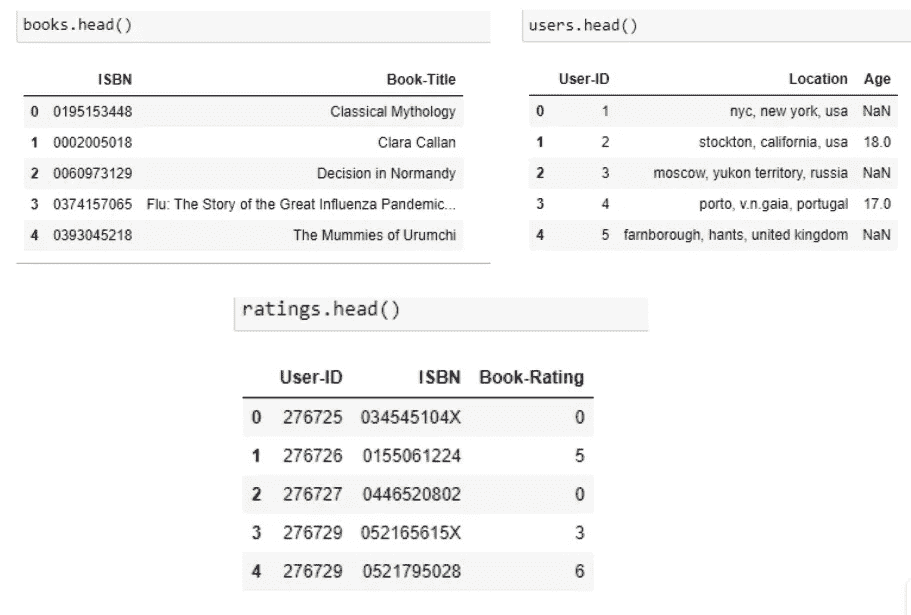 books.head()
ISBN Book-Title
0 0195153448 Classical Mythology
1 0002005018 Clara Callan
2 0060973129 Decision in Normandy
3 0374157065 Flu: The Story of the Great Influenza Pandemic...
4 0393045218 The Mummies of Urumchi
users.head()
User-ID Location Age
0 1 nyc, new york, usa NaN
1 2 stockton, california, usa 18.0
2 3 moscow, yukon territory, russia NaN
3 4 porto, v.n.gaia, portugal 17.0
4 5 farnborough, hants, united kingdom NaN
ratings.head()
User-ID ISBN Book-Rating
0 276725 034545104X 0
1 276726 0155061224 5
2 276727 0446520802 0
3 276729 052165615X 3
4 276729 0521795028 6